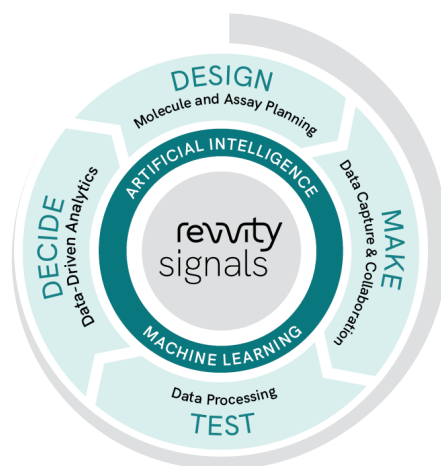 DESIGN
Molecule and Assay Planning
MAKE
Data Capture & Collaboration
Data Processing
TEST
DECIDE
Data-Driven Analytics
ARTIFICIAL INTELLIGENCE
MACHINE LEARNING
revvity
signals